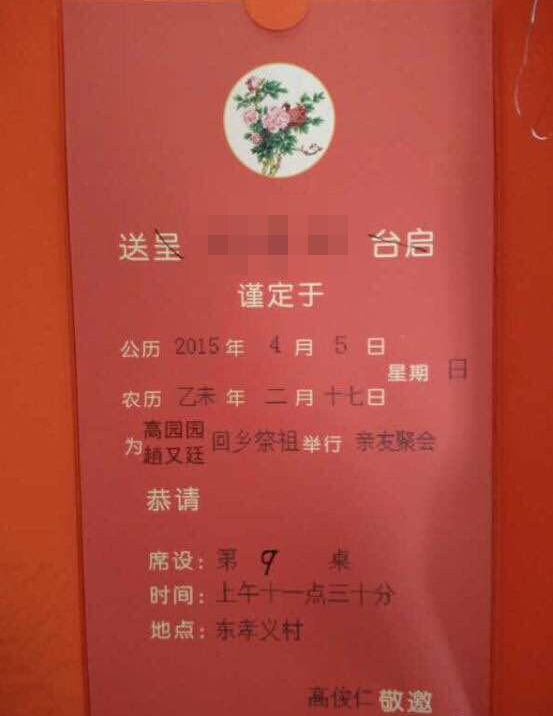 送呈 台启
谨定于
公历 2015 年 4 月 5 日
星期 日
农历 乙未 年 二 月 十七 日
高园园
为 趙又廷 回乡祭祖 举行 亲友聚会
恭请
席设: 第 9 桌
时间: 上午十一点三十分
地点: 东孝义村
高俊仁 敬邀